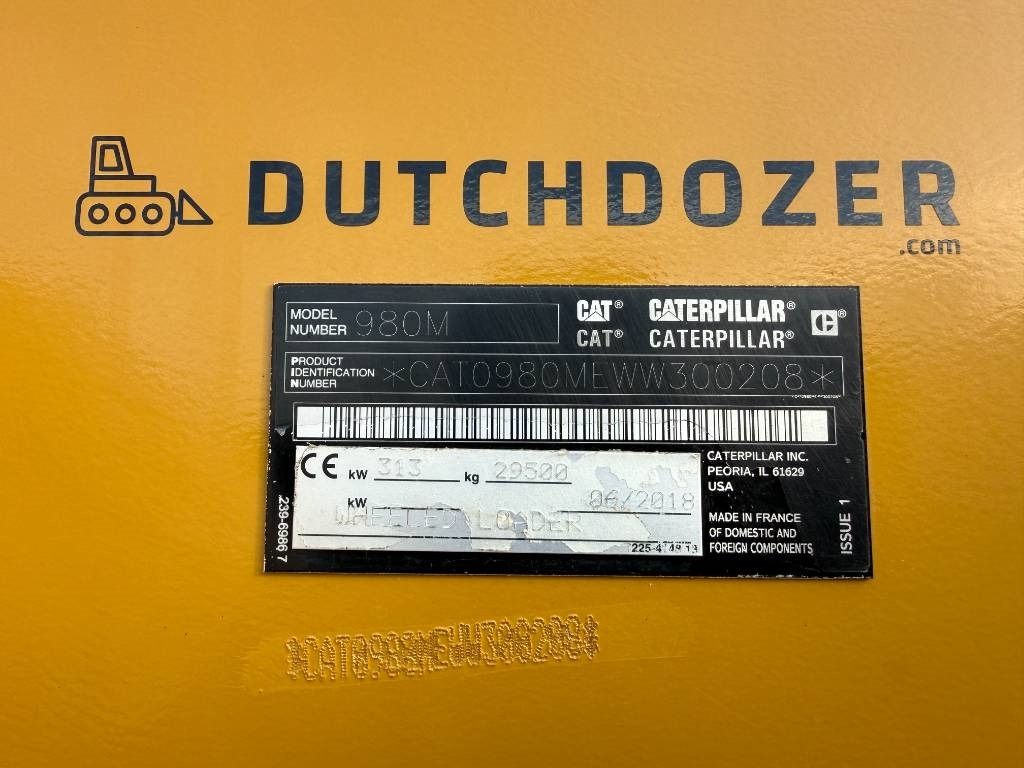 DUTCHDOZER
.com
MODEL NUMBER 980M
CAT® CATERPILLAR®
CAT® CATERPILLAR®
PRODUCT IDENTIFICATION NUMBER *CAT0980MEWW300208*
CE kW 313 kg 29500
kW 06/2018
WHEELED LOADER
CATERPILLAR INC.
PEORIA, IL 61629
USA
MADE IN FRANCE
OF DOMESTIC AND
FOREIGN COMPONENTS
ISSUE 1
239-6986 7
*CAT0980MEWW300208*